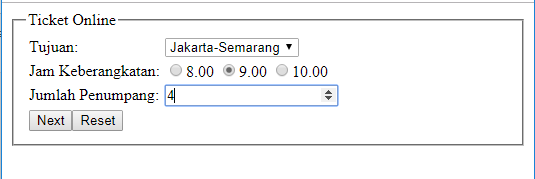 Ticket Online
Tujuan: Jakarta-Semarang
Jam Keberangkatan: 8.00 9.00 10.00
Jumlah Penumpang: 4
Next Reset